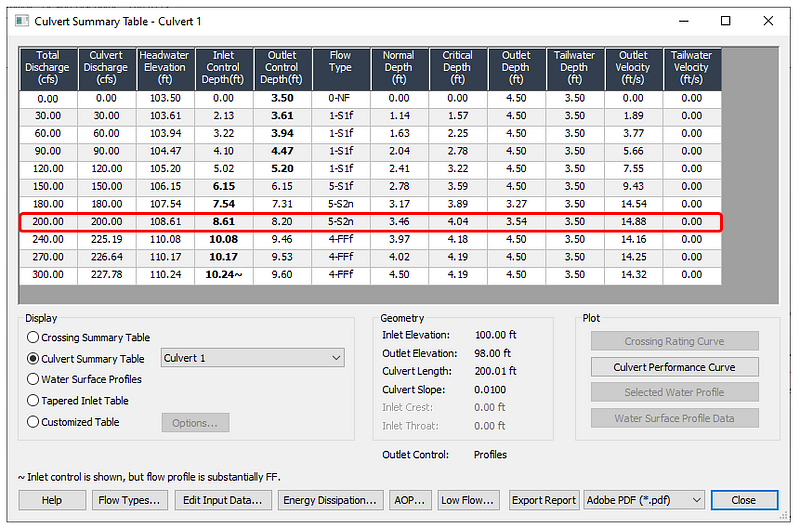 Culvert Summary Table - Culvert 1
Total Discharge (cfs) Culvert Discharge (cfs) Headwater Elevation (ft) Inlet Control Depth(ft) Outlet Control Depth(ft) Flow Type Normal Depth (ft) Critical Depth (ft) Outlet Depth (ft) Tailwater Depth (ft) Outlet Velocity (ft/s) Tailwater Velocity (ft/s)
0.00 0.00 103.50 0.00 3.50 0-NF 0.00 0.00 4.50 3.50 0.00 0.00
30.00 30.00 103.61 2.13 3.61 1-S1f 1.14 1.57 4.50 3.50 1.89 0.00
60.00 60.00 103.94 3.22 3.94 1-S1f 1.63 2.25 4.50 3.50 3.77 0.00
90.00 90.00 104.47 4.10 4.47 1-S1f 2.04 2.78 4.50 3.50 5.66 0.00
120.00 120.00 105.20 5.02 5.20 1-S1f 2.41 3.22 4.50 3.50 7.55 0.00
150.00 150.00 106.15 6.15 6.15 5-S1f 2.78 3.59 4.50 3.50 9.43 0.00
180.00 180.00 107.54 7.54 7.31 5-S2n 3.17 3.89 3.27 3.50 14.54 0.00
200.00 200.00 108.61 8.61 8.20 5-S2n 3.46 4.04 3.54 3.50 14.88 0.00
240.00 225.19 110.08 10.08 9.46 4-FFf 3.97 4.18 4.50 3.50 14.16 0.00
270.00 226.64 110.17 10.17 9.53 4-FFf 4.02 4.19 4.50 3.50 14.25 0.00
300.00 227.78 110.24 10.24~ 9.60 4-FFf 4.50 4.19 4.50 3.50 14.32 0.00
Display
Crossing Summary Table
Culvert Summary Table Culvert 1
Water Surface Profiles
Tapered Inlet Table
Customized Table Options...
Geometry
Inlet Elevation: 100.00 ft
Outlet Elevation: 98.00 ft
Culvert Length: 200.01 ft
Culvert Slope: 0.0100
Inlet Crest: 0.00 ft
Inlet Throat: 0.00 ft
Outlet Control: Profiles
Plot
Crossing Rating Curve
Culvert Performance Curve
Selected Water Profile
Water Surface Profile Data
~ Inlet control is shown, but flow profile is substantially FF.
Help Flow Types... Edit Input Data... Energy Dissipation... AOP... Low Flow... Export Report Adobe PDF (*.pdf) Close